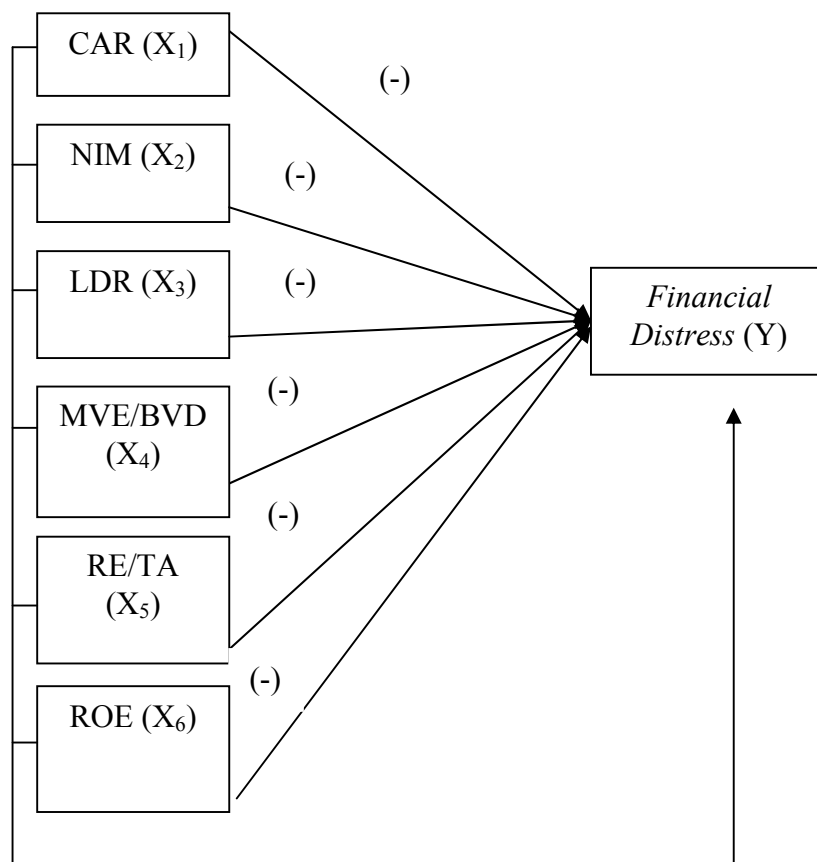 CAR (X₁)
(-)
NIM (X₂)
(-)
LDR (X₃)
(-)
Financial
Distress (Y)
MVE/BVD
(X₄)
(-)
RE/TA
(X₅)
(-)
ROE (X₆)
(-)